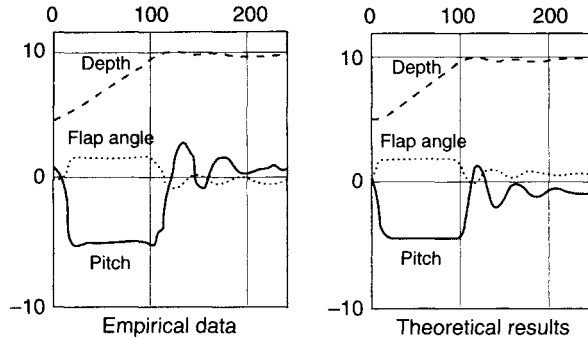 0 100 200
10
Depth
Flap angle
0
Pitch
−10
Empirical data
0 100 200
10
Depth
Flap angle
0
Pitch
−10
Theoretical results